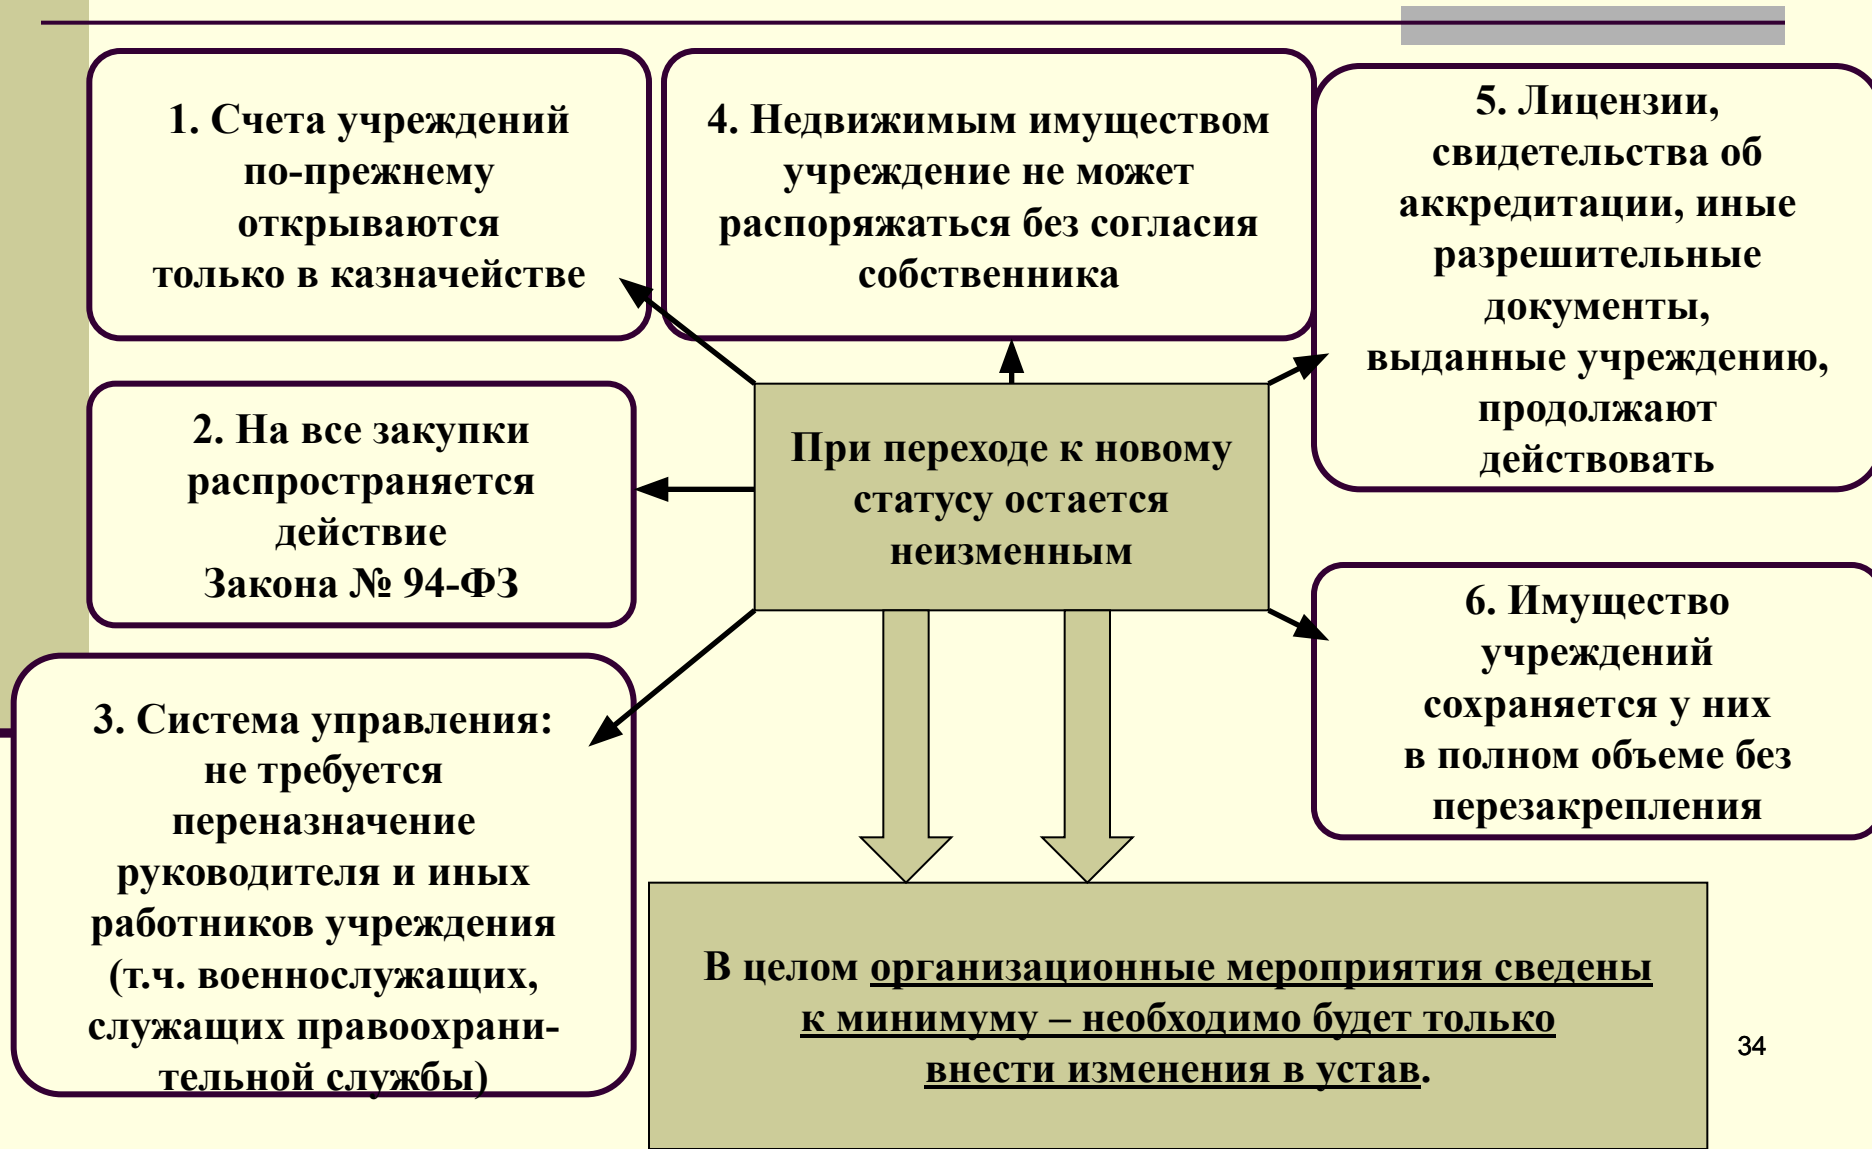 1. Счета учреждений
по-прежнему
открываются
только в казначействе
2. На все закупки
распространяется
действие
Закона № 94-ФЗ
3. Система управления:
не требуется
переназначение
руководителя и иных
работников учреждения
(т.ч. военнослужащих,
служащих правоохрани-
тельной службы)
4. Недвижимым имуществом
учреждение не может
распоряжаться без согласия
собственника
5. Лицензии,
свидетельства об
аккредитации, иные
разрешительные
документы,
выданные учреждению,
продолжают
действовать
6. Имущество
учреждений
сохраняется у них
в полном объеме без
перезакрепления
При переходе к новому
статусу остается
неизменным
В целом организационные мероприятия сведены
к минимуму – необходимо будет только
внести изменения в устав.
34